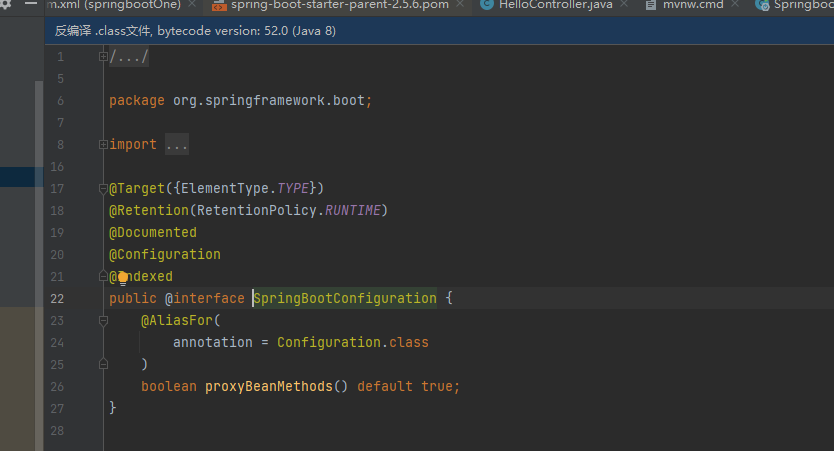 m.xml (springbootOne) spring-boot-starter-parent-2.5.6.pom HelloController.java mvnw.cmd Springboo
反编译 .class文件, bytecode version: 52.0 (Java 8)
1 /.../
5
6 package org.springframework.boot;
7
8 import ...
16
17 @Target({ElementType.TYPE})
18 @Retention(RetentionPolicy.RUNTIME)
19 @Documented
20 @Configuration
21 @Indexed
22 public @interface SpringBootConfiguration {
23 @AliasFor(
24 annotation = Configuration.class
25 )
26 boolean proxyBeanMethods() default true;
27 }
28